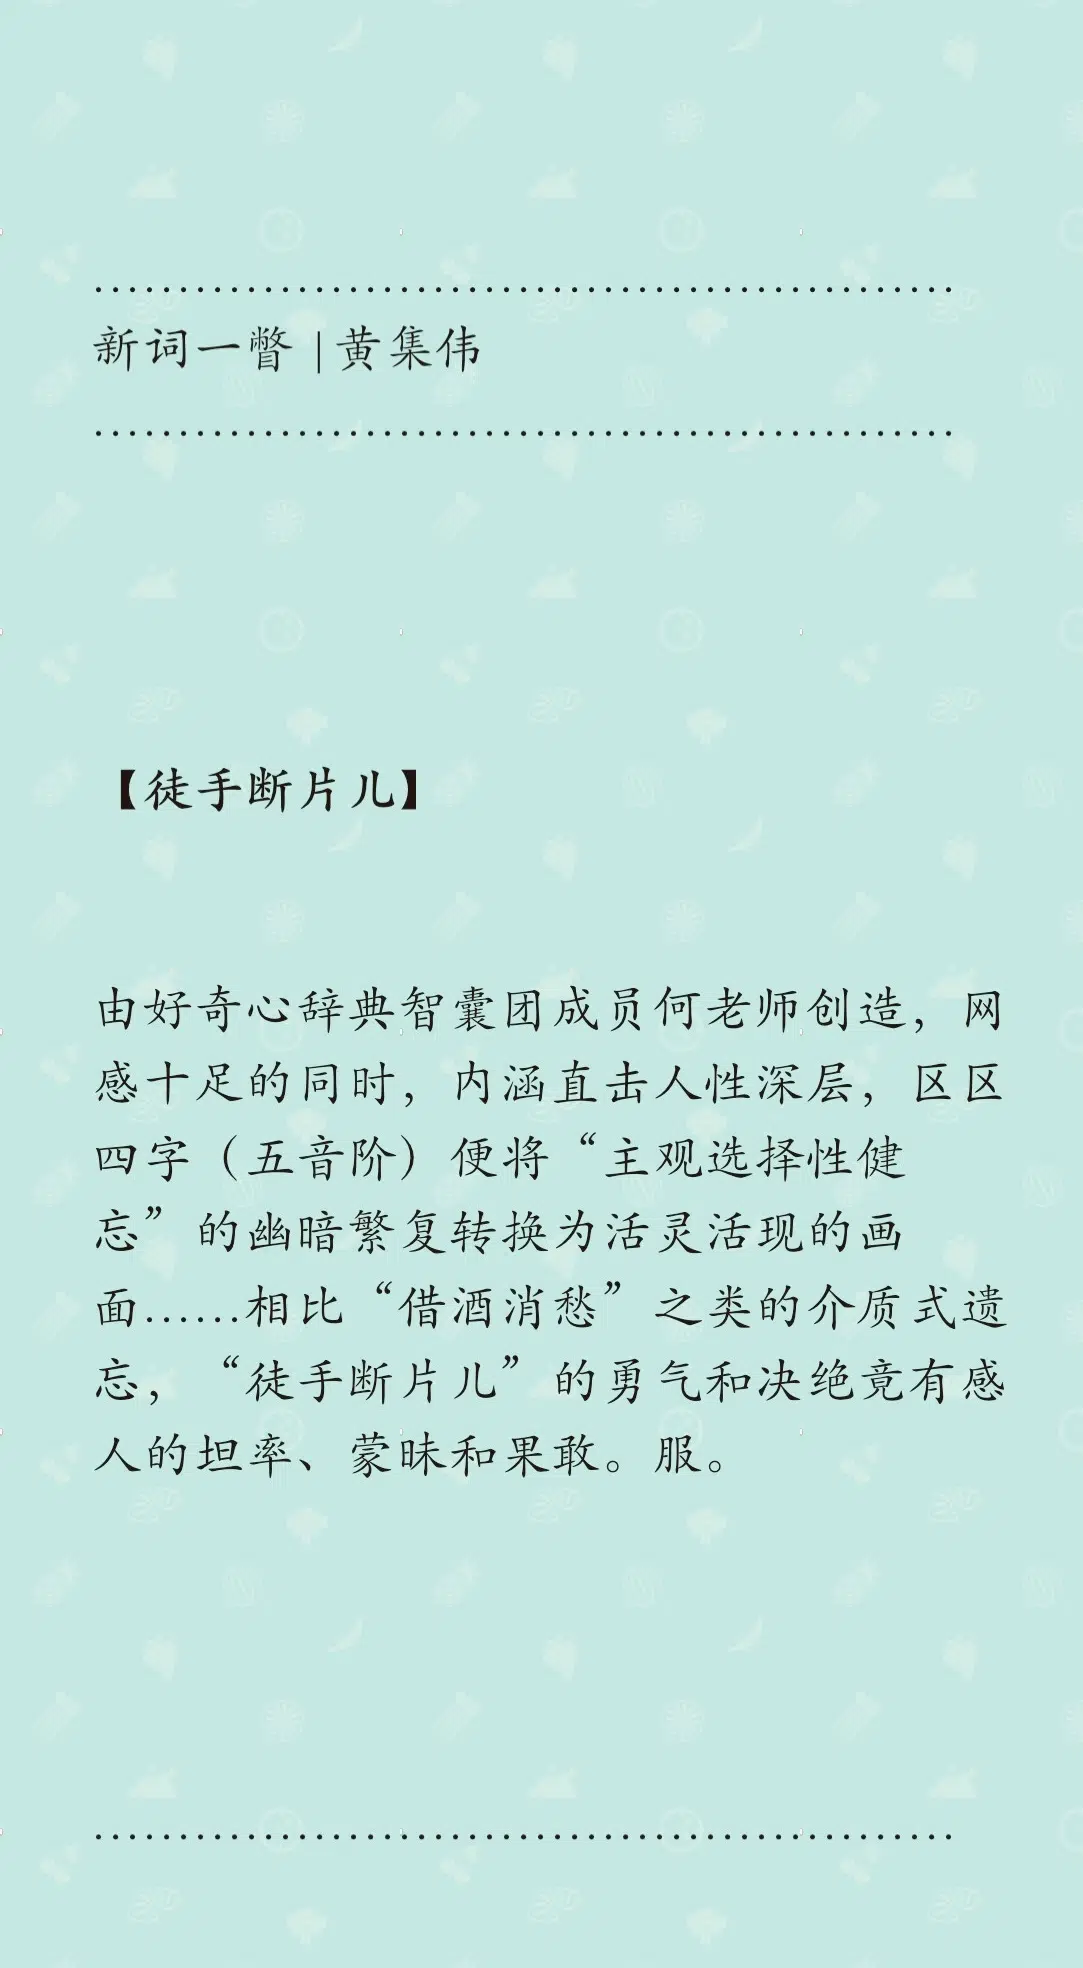 新词一瞥 | 黄集伟
【徒手断片儿】
由好奇心辞典智囊团成员何老师创造，网
感十足的同时，内涵直击人性深层，区区
四字（五音阶）便将“主观选择性健
忘”的幽暗繁复转换为活灵活现的画
面……相比“借酒消愁”之类的介质式遗
忘，“徒手断片儿”的勇气和决绝竟有感
人的坦率、蒙昧和果敢。服。